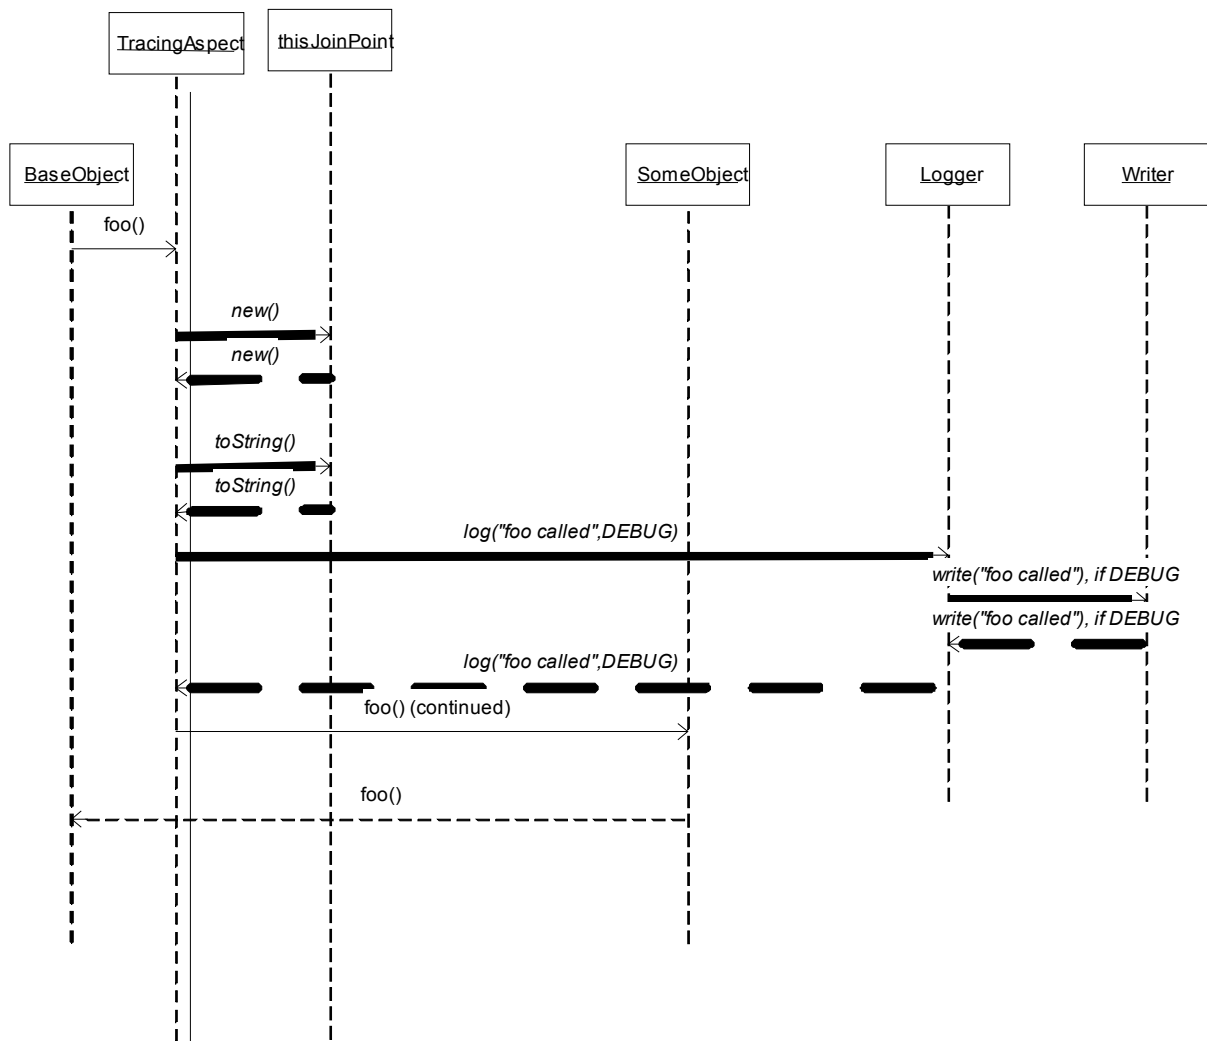 TracingAspect
thisJoinPoint
BaseObject
SomeObject
Logger
Writer
foo()
new()
new()
toString()
toString()
log("foo called",DEBUG)
write("foo called"), if DEBUG
write("foo called"), if DEBUG
log("foo called",DEBUG)
foo() (continued)
foo()